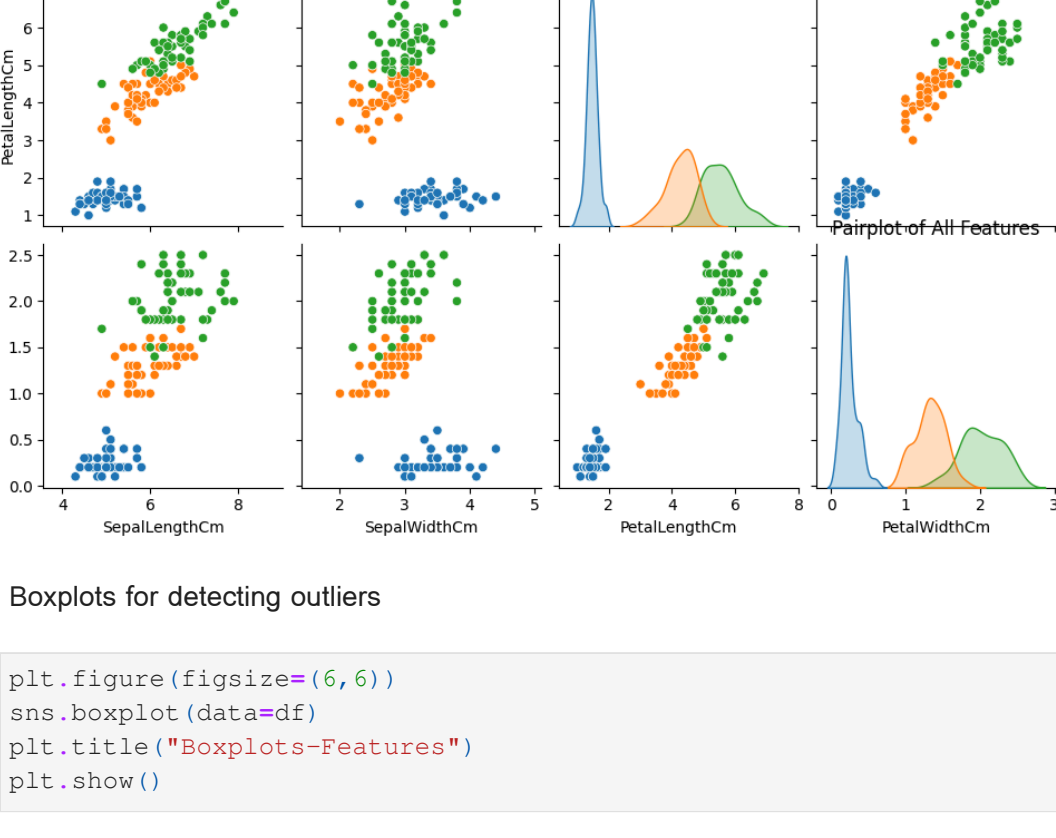 PetalLengthCm
6
5
4
3
2
1
Pairplot of All Features
2.5
2.0
1.5
1.0
0.5
0.0
4 6 8 2 3 4 5 2 4 6 8 0 1 2 3
SepalLengthCm SepalWidthCm PetalLengthCm PetalWidthCm
Boxplots for detecting outliers
plt.figure(figsize=(6,6))
sns.boxplot(data=df)
plt.title("Boxplots-Features")
plt.show()